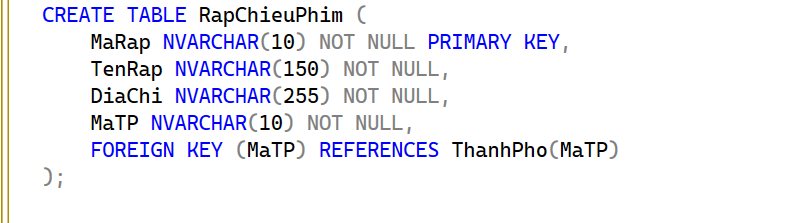 CREATE TABLE RapChieuPhim (
    MaRap NVARCHAR(10) NOT NULL PRIMARY KEY,
    TenRap NVARCHAR(150) NOT NULL,
    DiaChi NVARCHAR(255) NOT NULL,
    MaTP NVARCHAR(10) NOT NULL,
    FOREIGN KEY (MaTP) REFERENCES ThanhPho(MaTP)
);